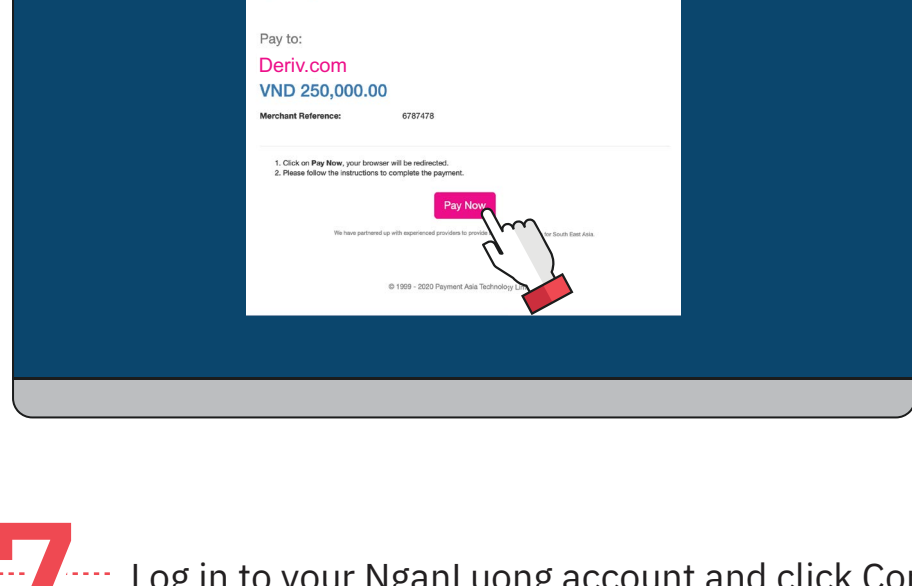 Pay to:
Deriv.com
VND 250,000.00
Merchant Reference: 6787478
1. Click on Pay Now, your browser will be redirected.
2. Please follow the instructions to complete the payment.
Pay Now
We have partnered up with experienced providers to provide for South East Asia
© 1999 - 2020 Payment Asia Technology
7 Log in to your NganLuong account and click